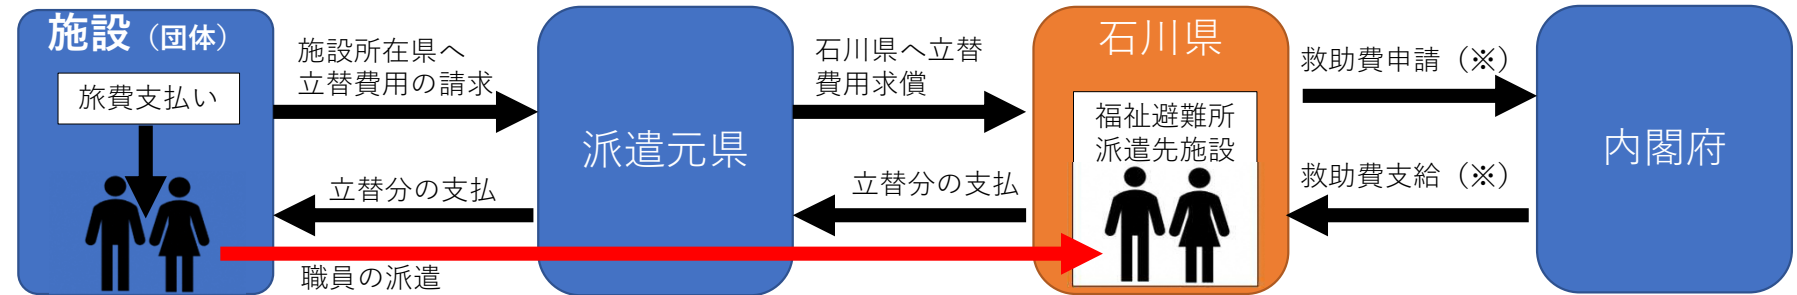 施設（団体）
旅費支払い
施設所在県へ
立替費用の請求
立替分の支払
職員の派遣
派遣元県
石川県へ立替
費用求償
立替分の支払
石川県
福祉避難所
派遣先施設
救助費申請（※）
救助費支給（※）
内閣府